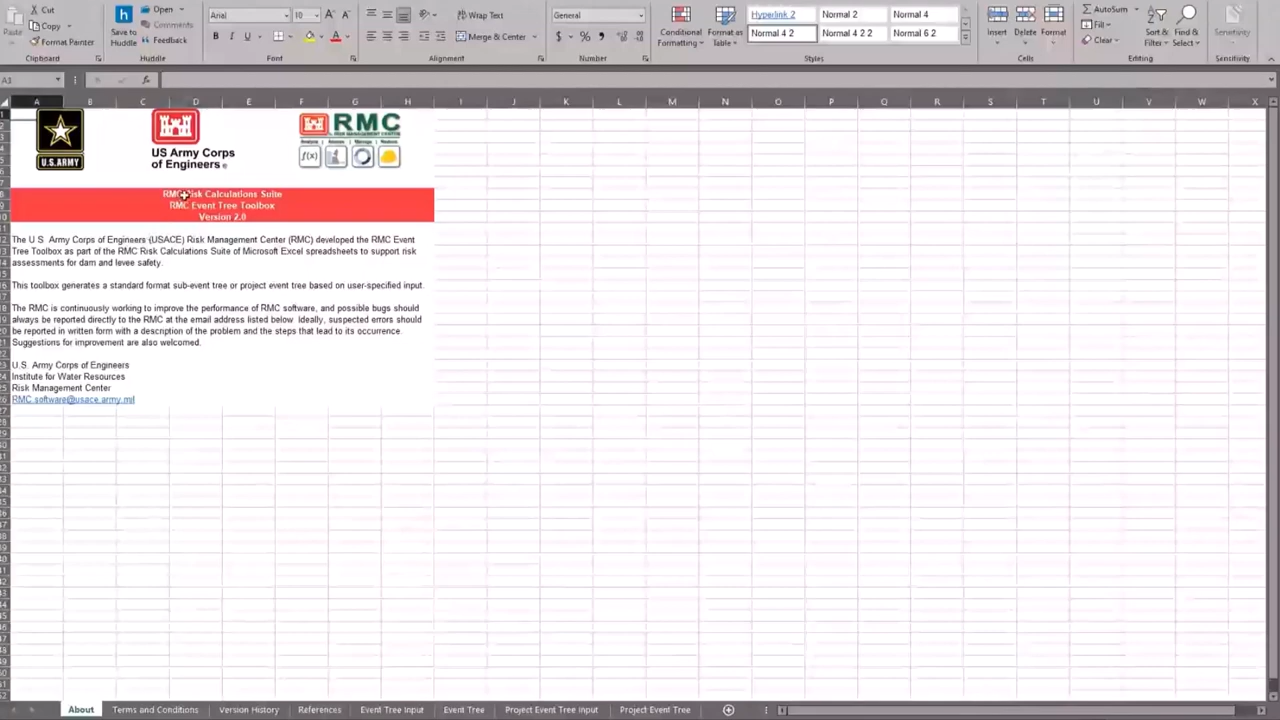 Cut
Copy
Paste
Format Painter
Clipboard
Save to Huddle
Open
Comments
Feedback
Huddle
Arial
10
B I U
Font
Wrap Text
Merge & Center
Alignment
General
$ %
Number
Conditional Formatting
Format as Table
Hyperlink 2
Normal 2
Normal 4
Normal 4 2
Normal 4 2 2
Normal 6 2
Styles
Insert
Delete
Format
Cells
AutoSum
Fill
Clear
Sort & Filter
Find & Select
Editing
Sensitivity
Sensitivity
A1
fx
A B C D E F G H I J K L M N O P Q R S T U V W X
U.S.ARMY
US Army Corps
of Engineers ®
RMC
RISK MANAGEMENT CENTER
f(x)
RMC Risk Calculations Suite
RMC Event Tree Toolbox
Version 2.0
The U S Army Corps of Engineers (USACE) Risk Management Center (RMC) developed the RMC Event
Tree Toolbox as part of the RMC Risk Calculations Suite of Microsoft Excel spreadsheets to support risk
assessments for dam and levee safety.
This toolbox generates a standard format sub-event tree or project event tree based on user-specified input.
The RMC is continuously working to improve the performance of RMC software, and possible bugs should
always be reported directly to the RMC at the email address listed below Ideally, suspected errors should
be reported in written form with a description of the problem and the steps that lead to its occurrence.
Suggestions for improvement are also welcomed.
U.S. Army Corps of Engineers
Institute for Water Resources
Risk Management Center
RMC.software@usace.army.mil
About
Terms and Conditions
Version History
References
Event Tree Input
Event Tree
Project Event Tree Input
Project Event Tree